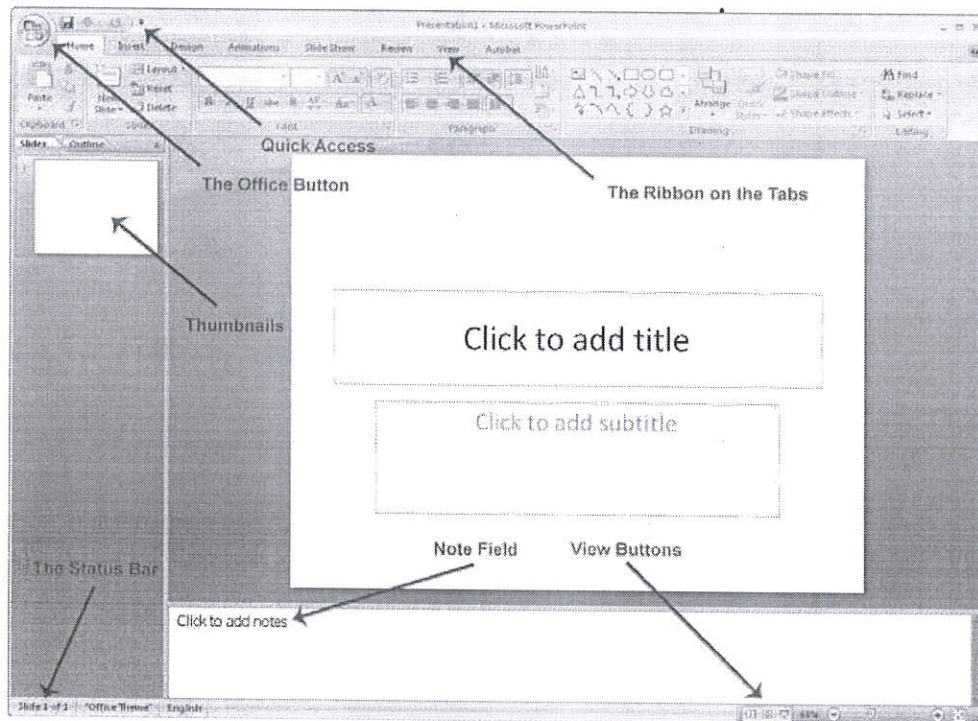 Presentation1 - Microsoft PowerPoint
Home Insert Design Animations Slide Show Review View Acrobat
Paste
New Slide
Layout
Reset
Delete
Arrange
Quick Styles
Shape Fill
Shape Outline
Shape Effects
Find
Replace
Select
Clipboard Slides Font Paragraph Drawing Editing
Slides Outline
Quick Access
The Office Button
The Ribbon on the Tabs
1
Thumbnails
Click to add title
Click to add subtitle
Note Field View Buttons
The Status Bar
Click to add notes
Slide 1 of 1 "Office Theme" English